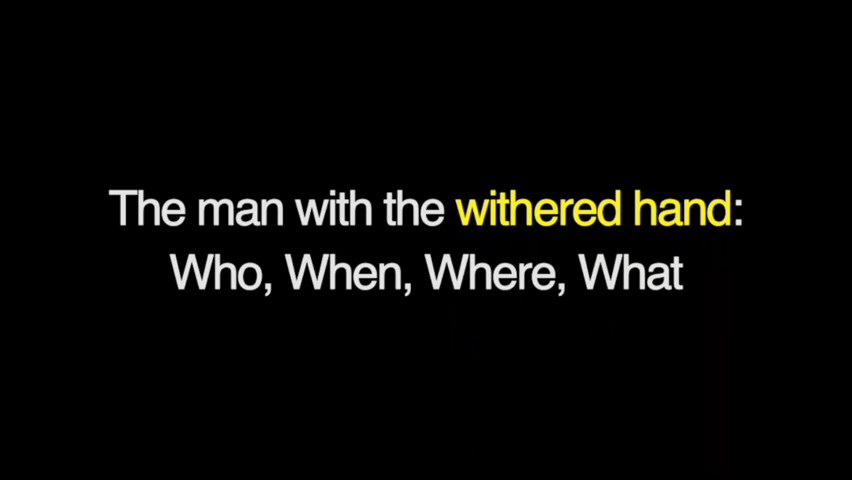 The man with the withered hand:
Who, When, Where, What